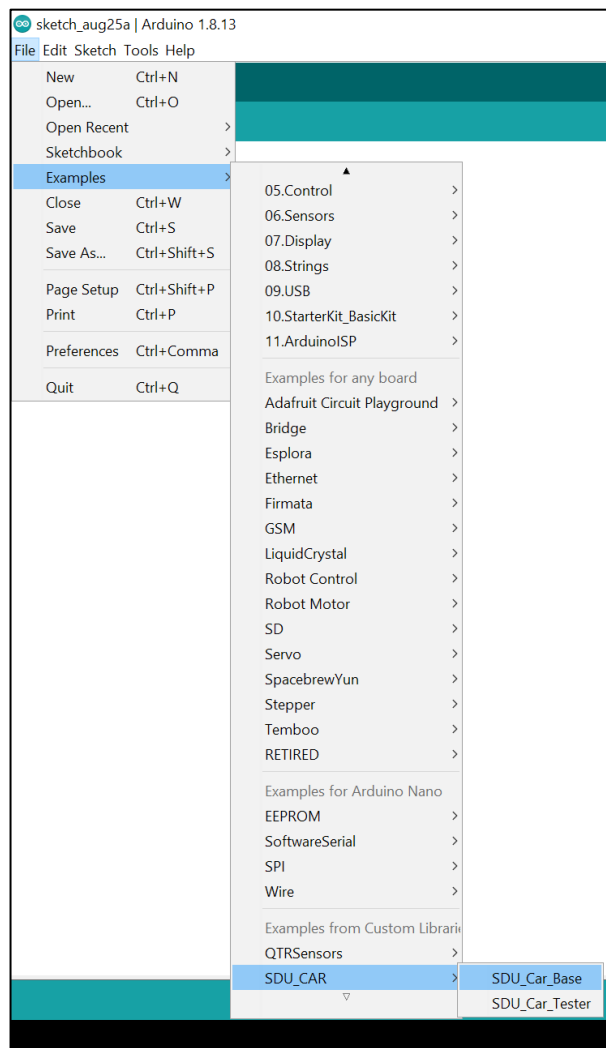 sketch_aug25a | Arduino 1.8.13
File Edit Sketch Tools Help
New Ctrl+N
Open... Ctrl+O
Open Recent
Sketchbook
Examples
Close Ctrl+W
Save Ctrl+S
Save As... Ctrl+Shift+S
Page Setup Ctrl+Shift+P
Print Ctrl+P
Preferences Ctrl+Comma
Quit Ctrl+Q
05.Control
06.Sensors
07.Display
08.Strings
09.USB
10.StarterKit_BasicKit
11.ArduinoISP
Examples for any board
Adafruit Circuit Playground
Bridge
Esplora
Ethernet
Firmata
GSM
LiquidCrystal
Robot Control
Robot Motor
SD
Servo
SpacebrewYun
Stepper
Temboo
RETIRED
Examples for Arduino Nano
EEPROM
SoftwareSerial
SPI
Wire
Examples from Custom Librari
QTRSensors
SDU_CAR
SDU_Car_Base
SDU_Car_Tester